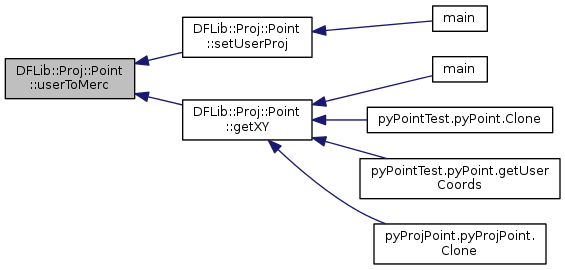 DFLib::Proj::Point
::userToMerc
DFLib::Proj::Point
::setUserProj
main
DFLib::Proj::Point
::getXY
main
pyPointTest.pyPoint.Clone
pyPointTest.pyPoint.getUser
Coords
pyProjPoint.pyProjPoint.
Clone